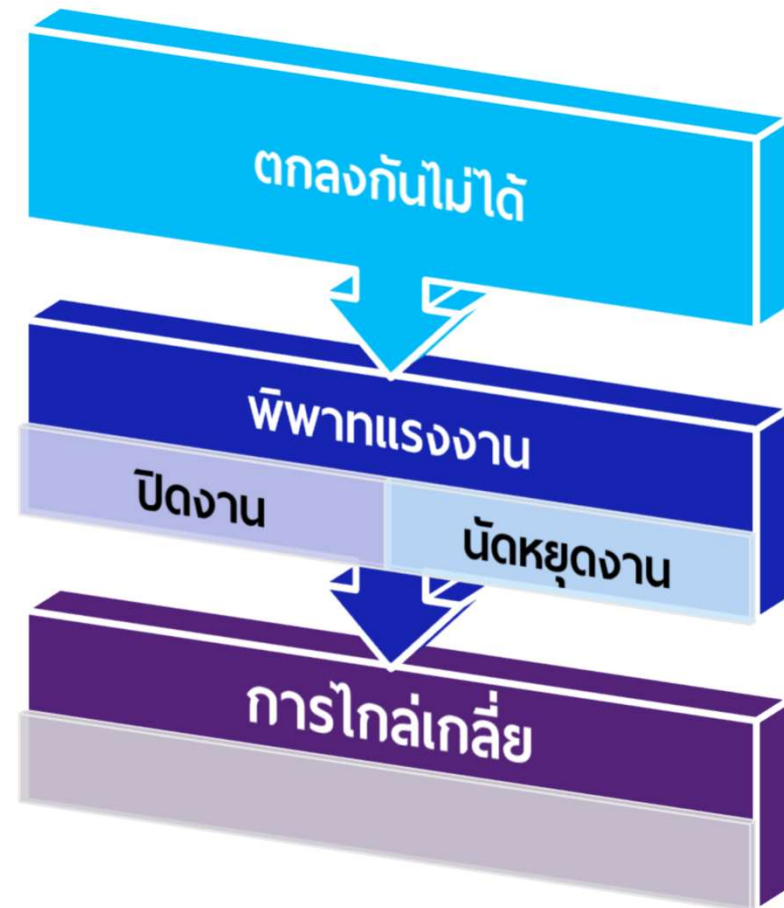 ตกลงกันไม่ได้
พิพาทแรงงาน
ปิดงาน
นัดหยุดงาน
การไกล่เกลี่ย